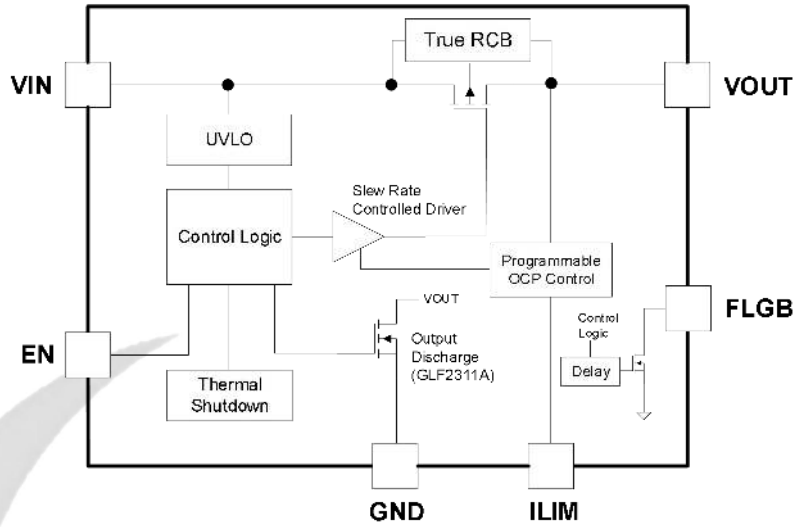 True RCB
VIN
VOUT
UVLO
Slew Rate
Controlled Driver
Control Logic
Programmable
OCP Control
VOUT
FLGB
Control
Logic
Output
Discharge
(GLF2311A)
EN
Delay
Thermal
Shutdown
GND
ILIM